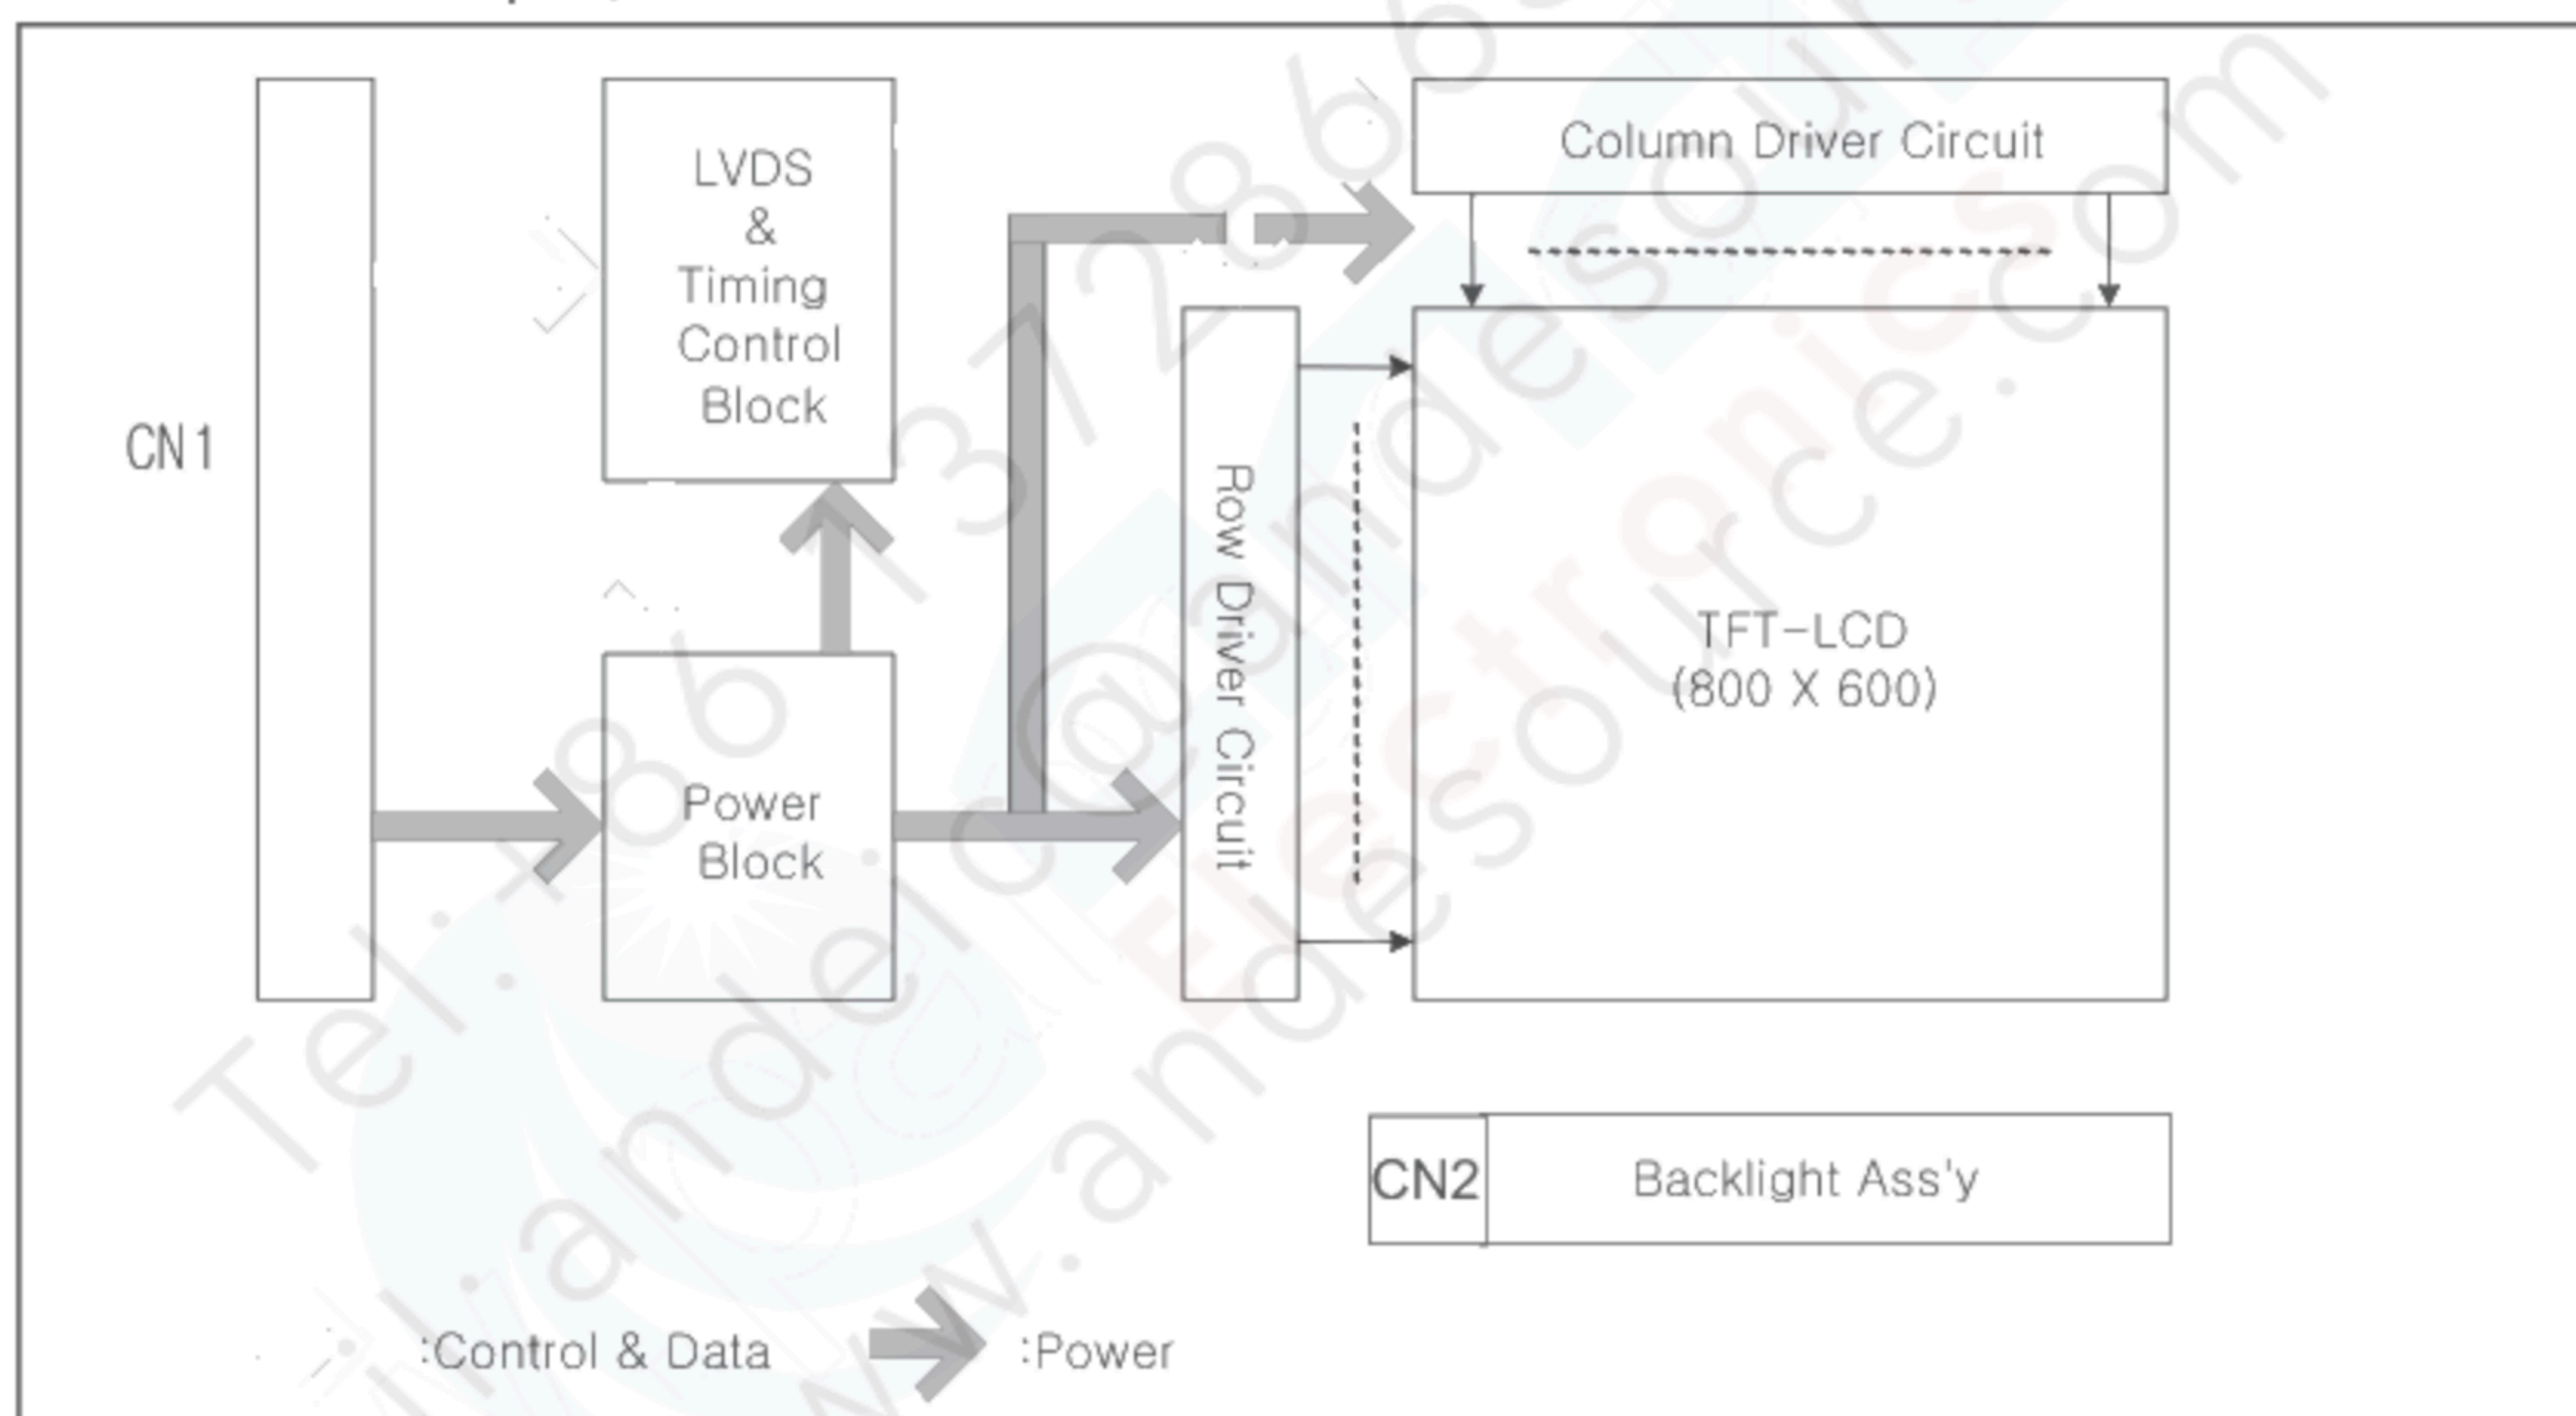 CN1
LVDS
&
Timing
Control
Block
Power
Block
Column Driver Circuit
Row Driver Circuit
TFT-LCD
(800 X 600)
CN2
Backlight Ass'y
:Control & Data
:Power
Electronics